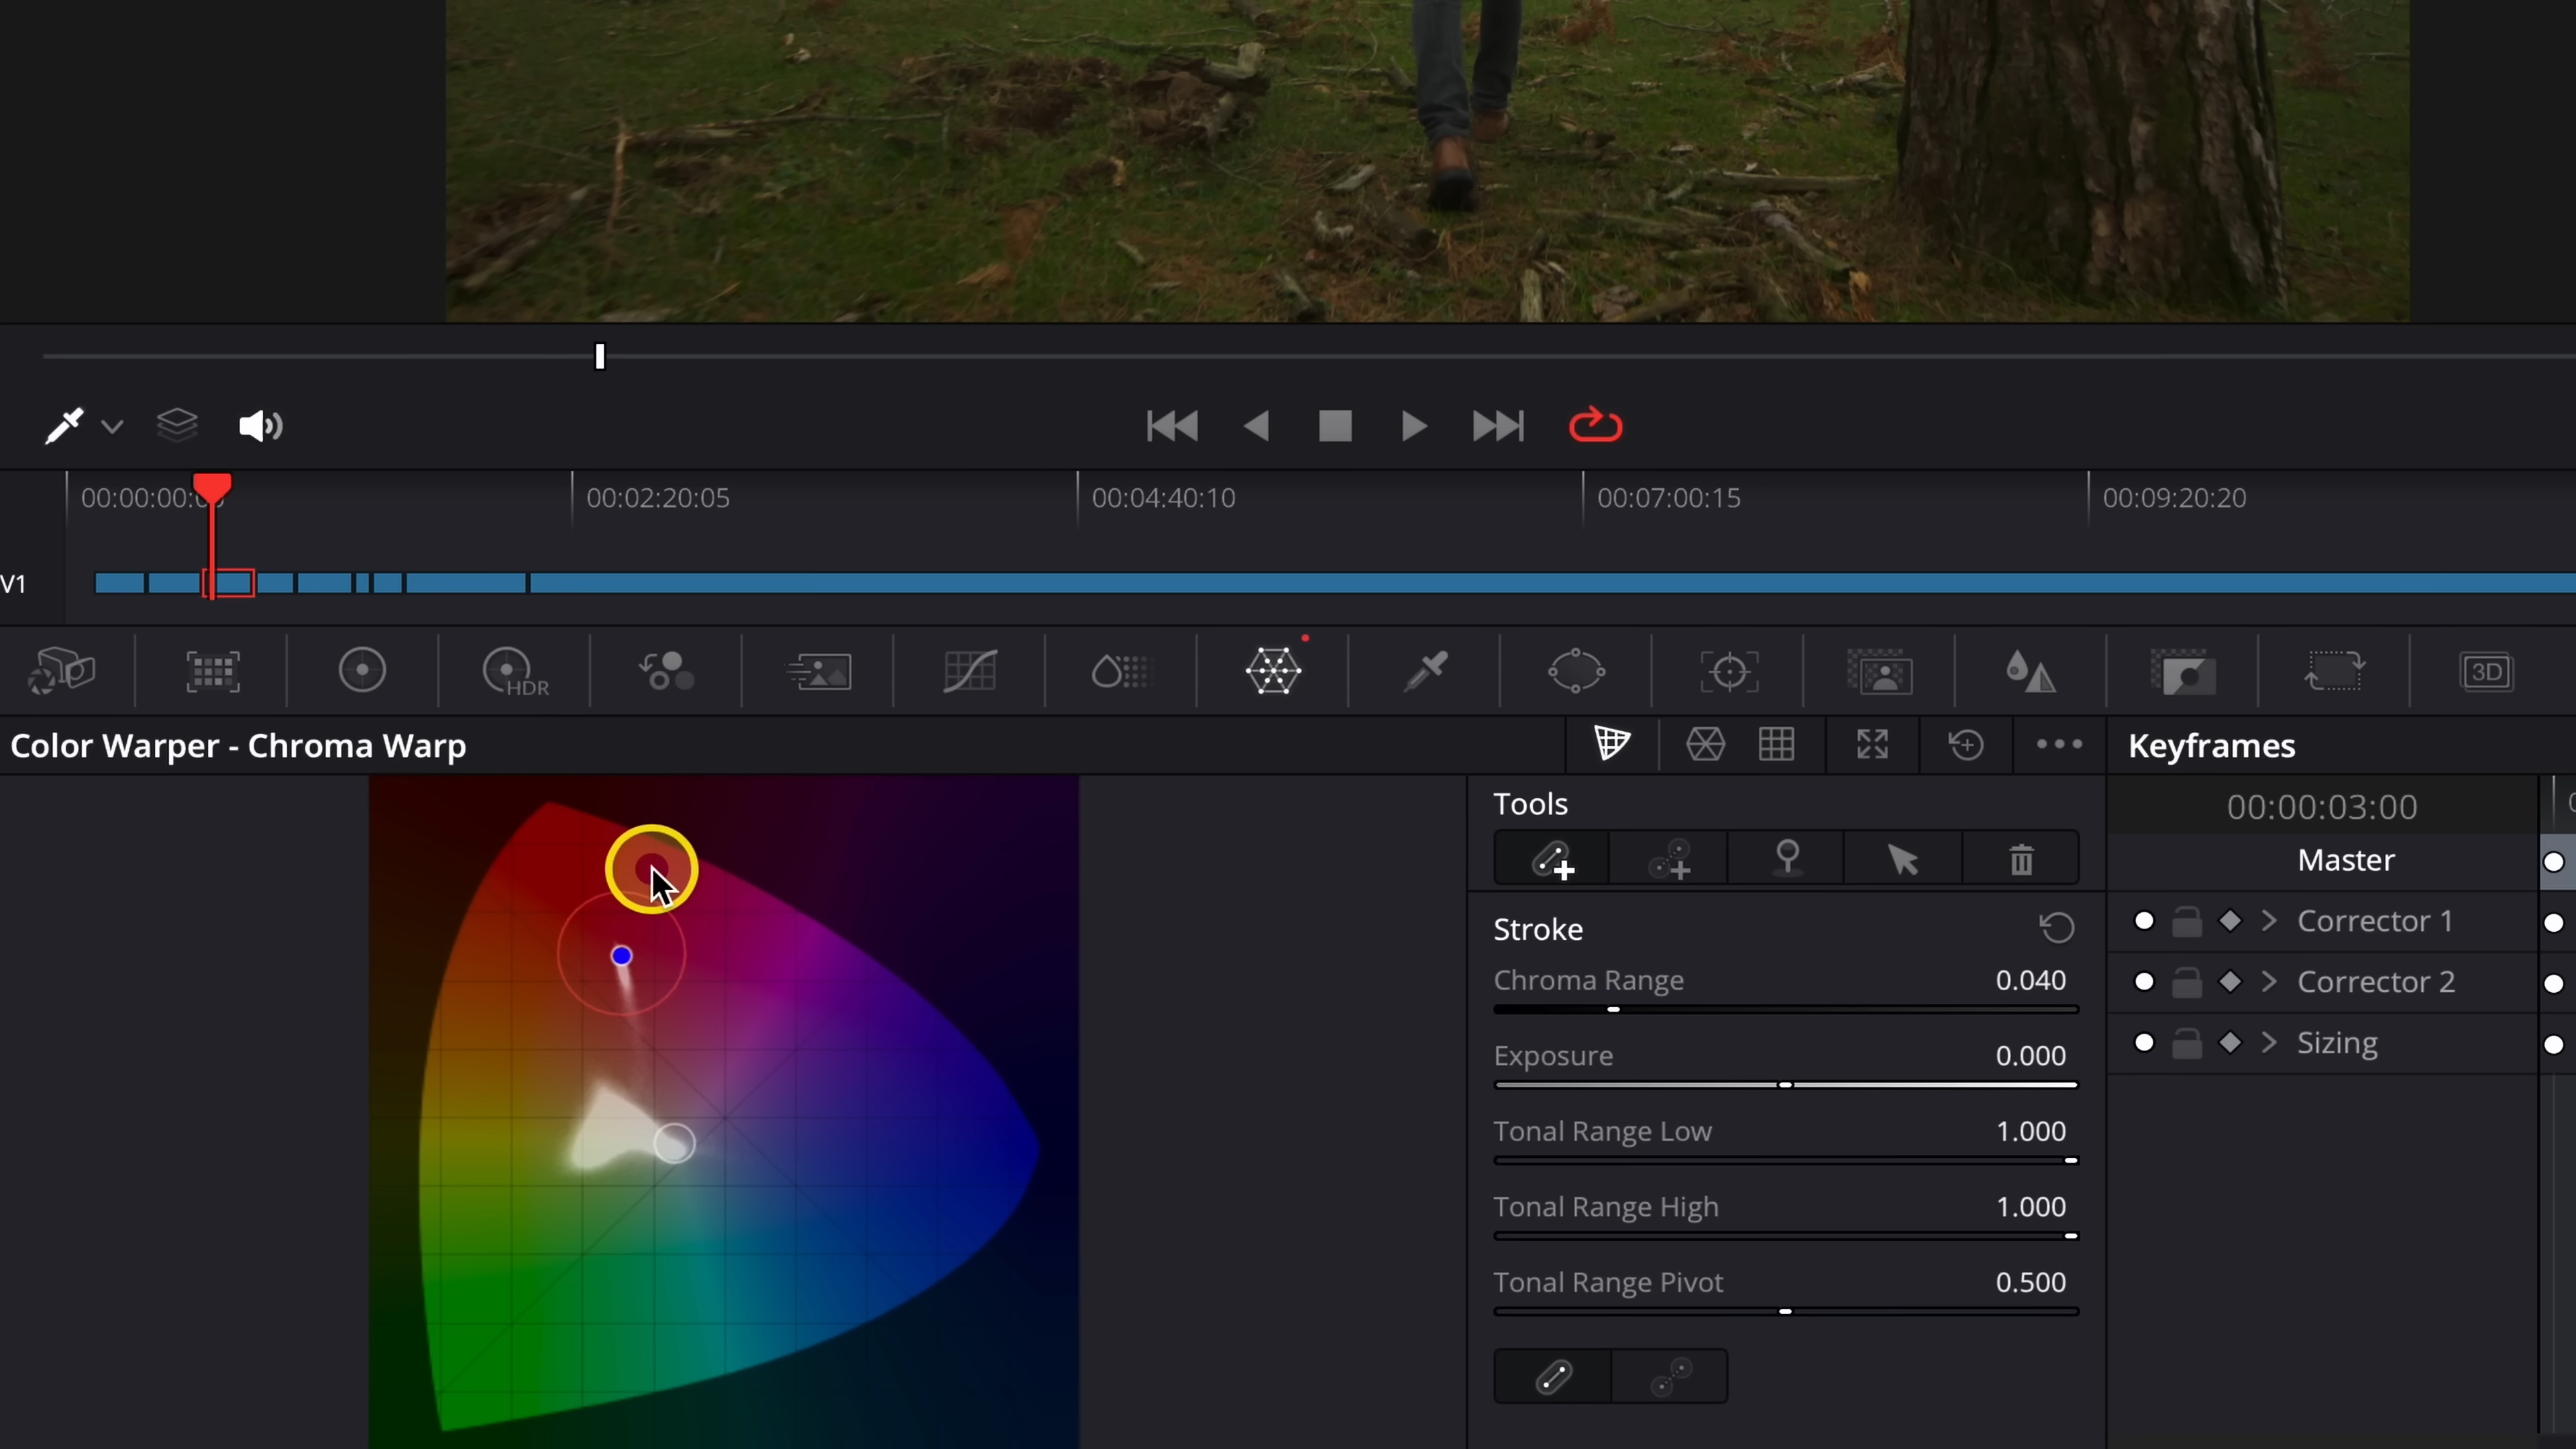 00:00:00:0
00:02:20:05
00:04:40:10
00:07:00:15
00:09:20:20
V1
HDR
3D
Color Warper - Chroma Warp
Keyframes
Tools
00:00:03:00
Master
Stroke
Corrector 1
Chroma Range 0.040
Corrector 2
Exposure 0.000
Sizing
Tonal Range Low 1.000
Tonal Range High 1.000
Tonal Range Pivot 0.500